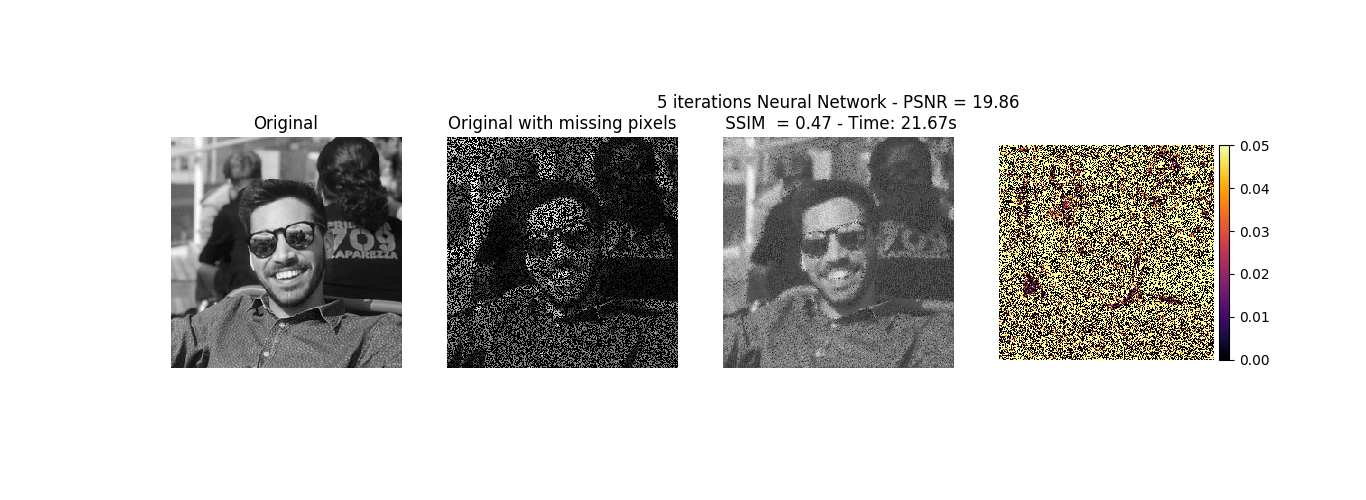 Original
Original with missing pixels
5 iterations Neural Network - PSNR = 19.86
SSIM  = 0.47 - Time: 21.67s
0.05
0.04
0.03
0.02
0.01
0.00
709